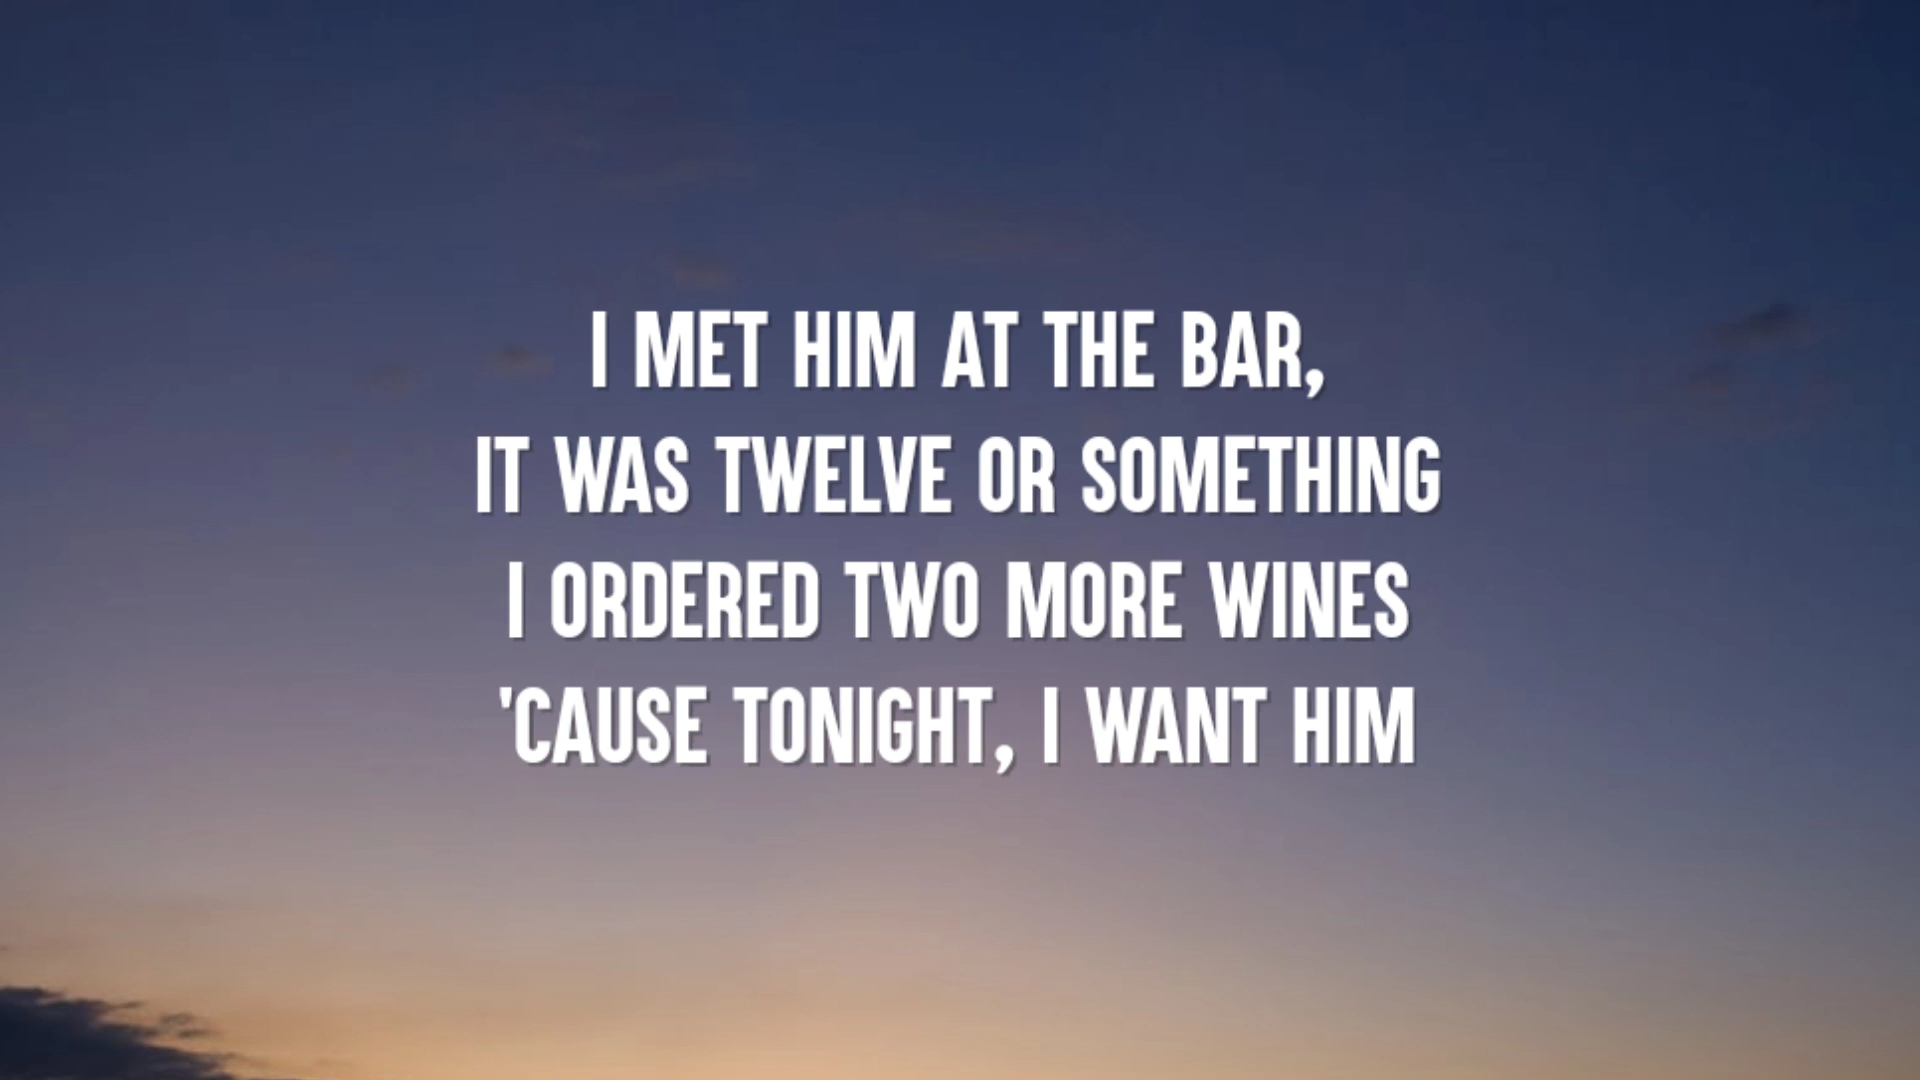 I MET HIM AT THE BAR,
IT WAS TWELVE OR SOMETHING
I ORDERED TWO MORE WINES
'CAUSE TONIGHT, I WANT HIM